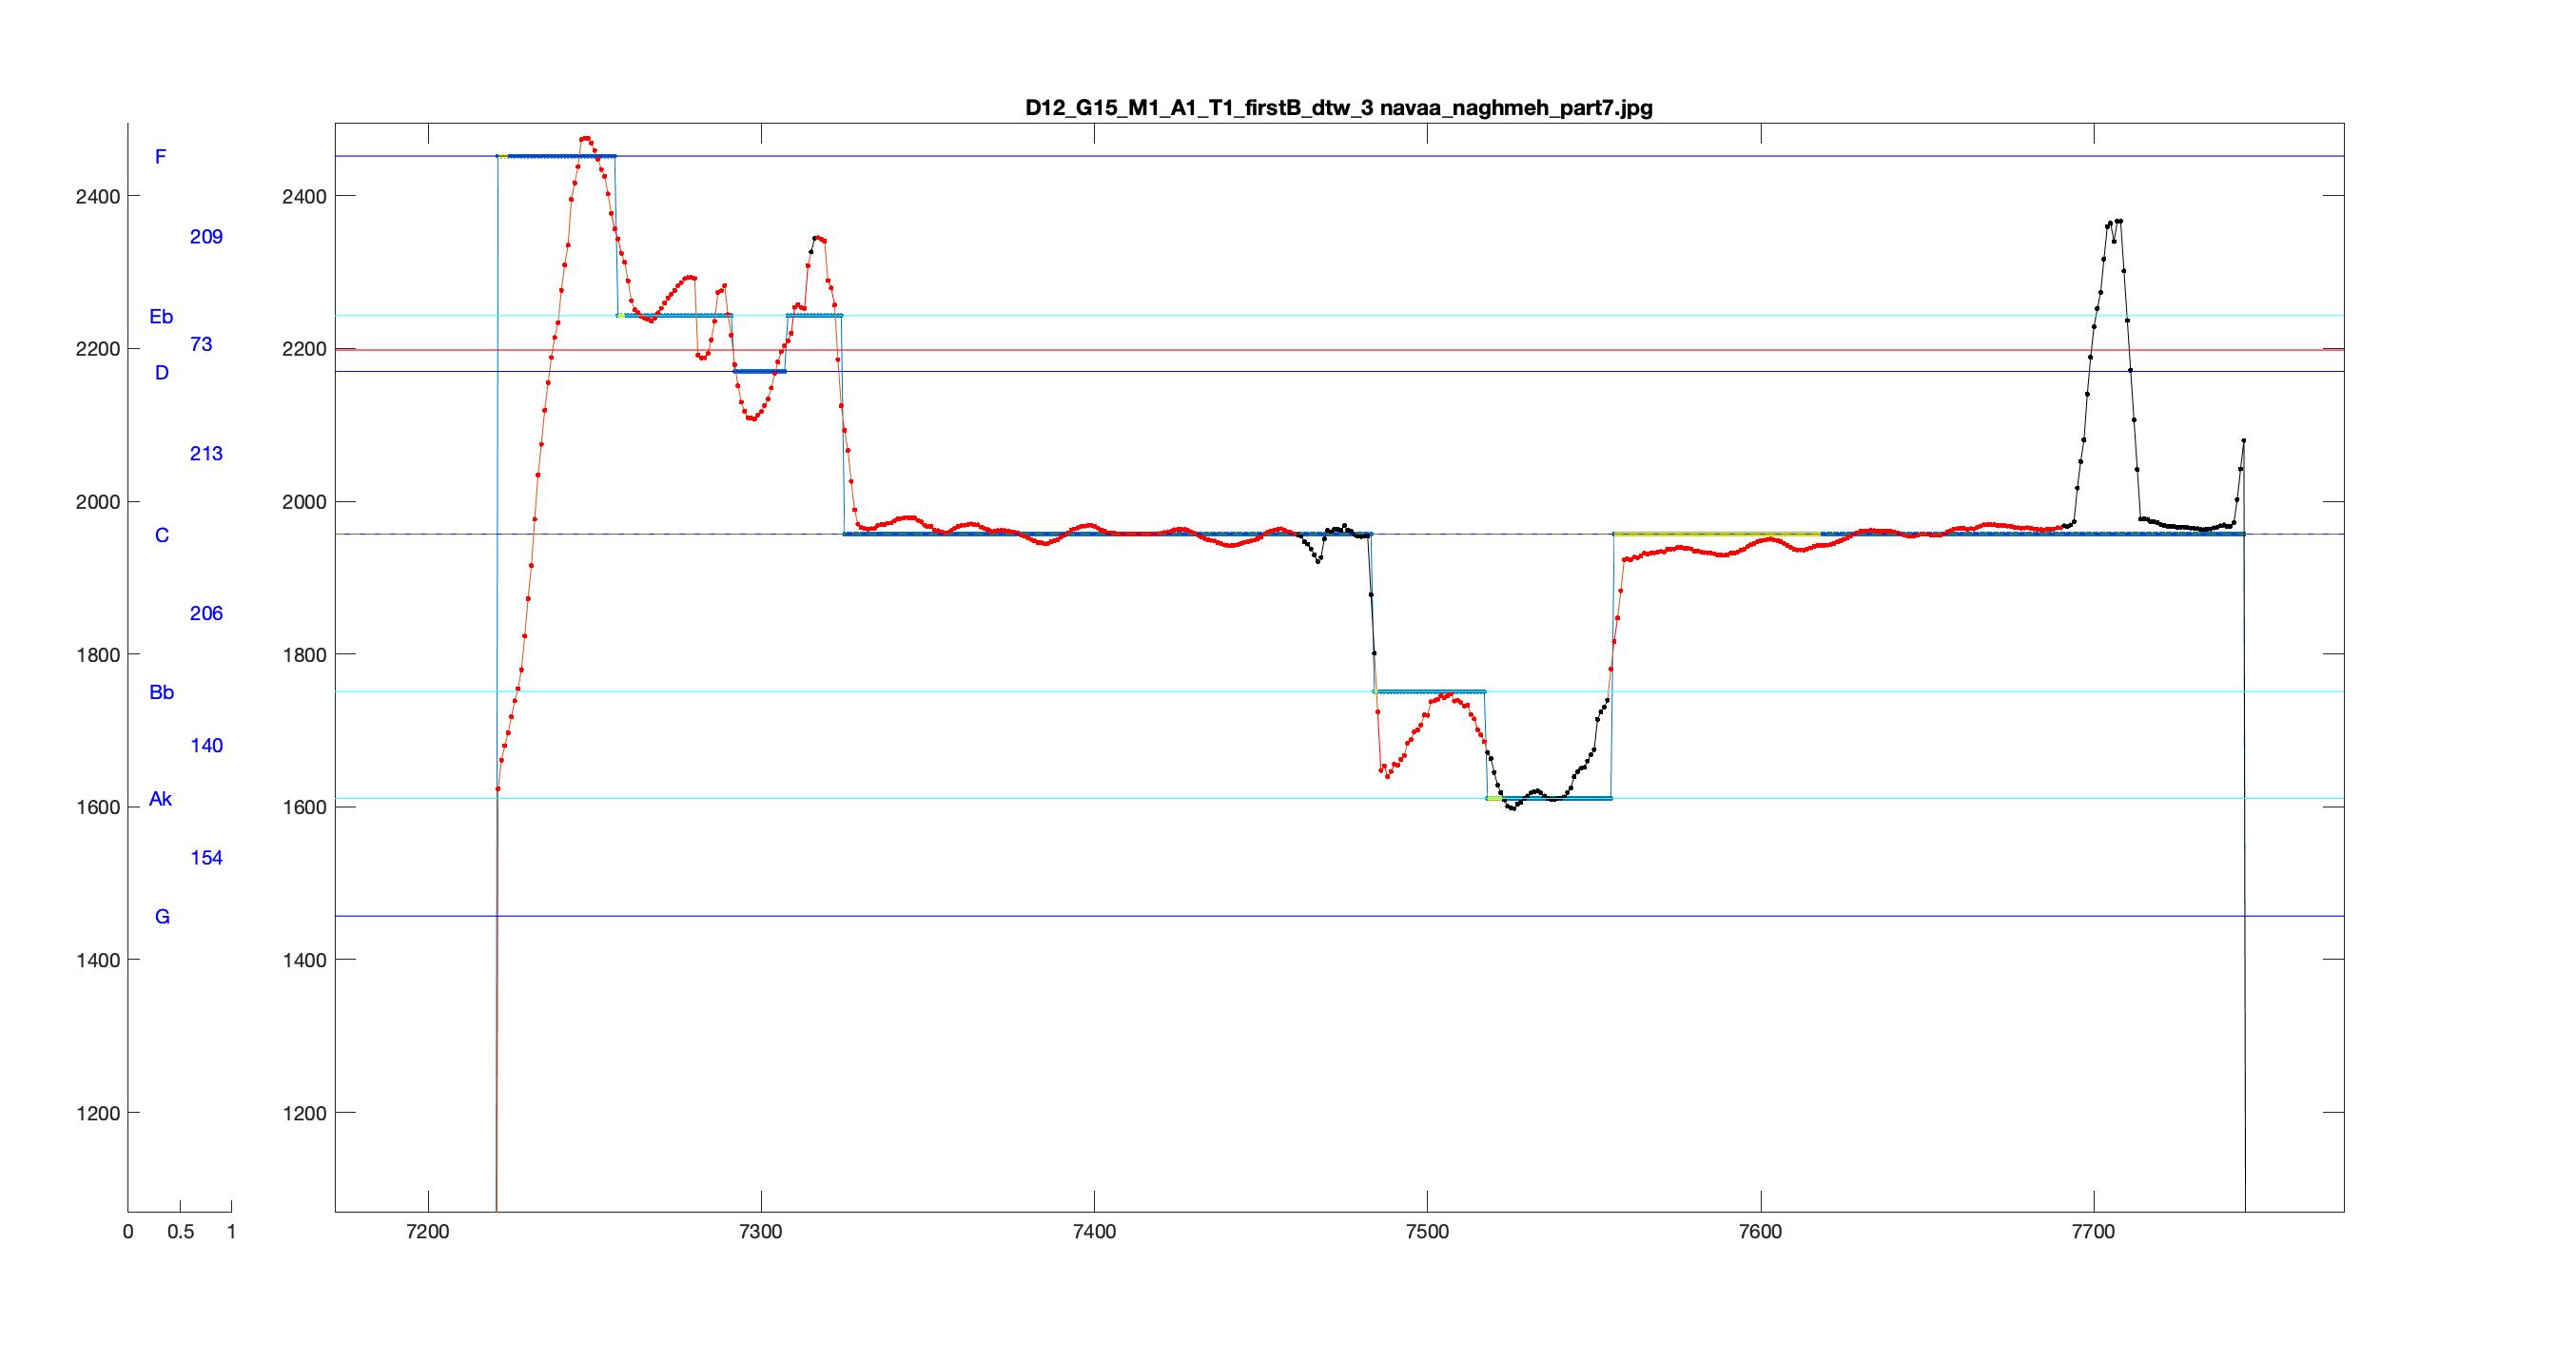 D12_G15_M1_A1_T1_firstB_dtw_3 navaa_naghmeh_part7.jpg
F
2400 2400
209
Eb
73
2200 2200
D
213
2000 2000
C
206
1800 1800
Bb
140
Ak
1600 1600
154
G
1400 1400
1200 1200
0 0.5 1 7200 7300 7400 7500 7600 7700